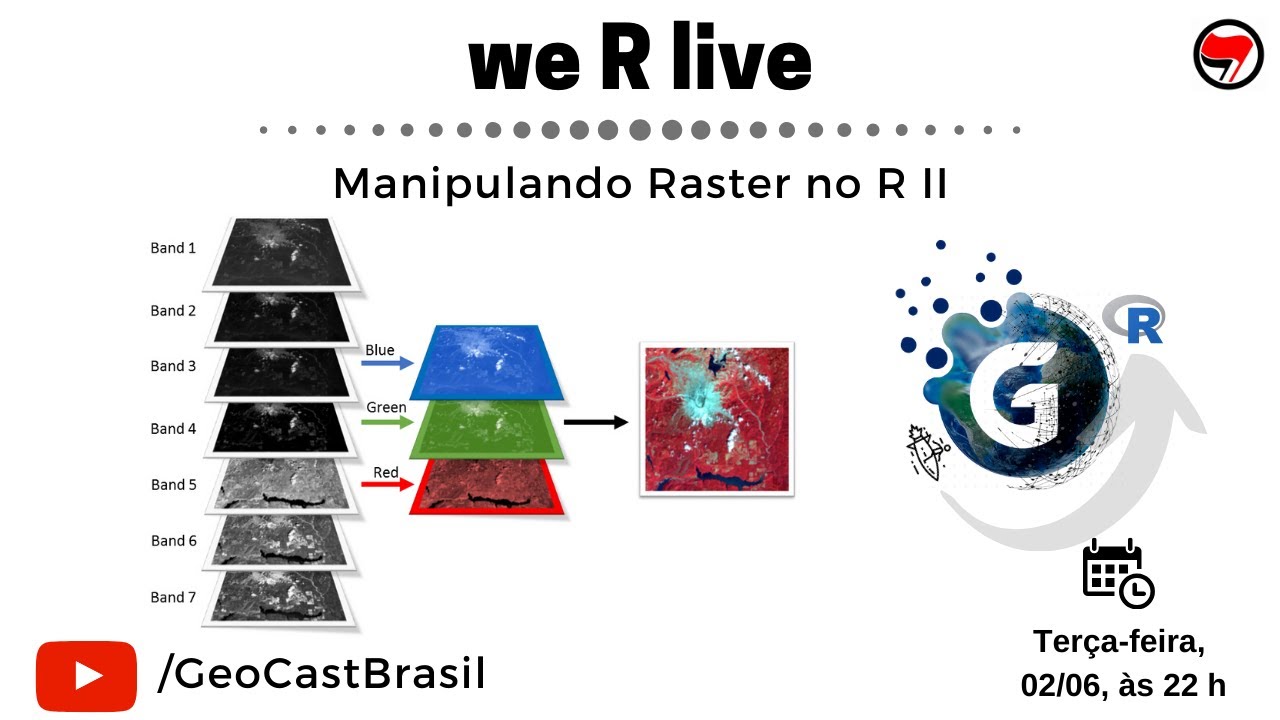 we R live
Manipulando Raster no R II
Band 1
Band 2
Band 3
Band 4
Band 5
Band 6
Band 7
Blue
Green
Red
G
R
/GeoCastBrasil
Terça-feira,
02/06, às 22 h